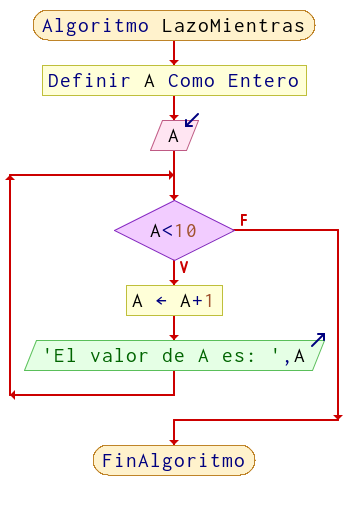 Algoritmo LazoMientras
Definir A Como Entero
A
A<10
F
V
A ← A+1
'El valor de A es: ',A
FinAlgoritmo